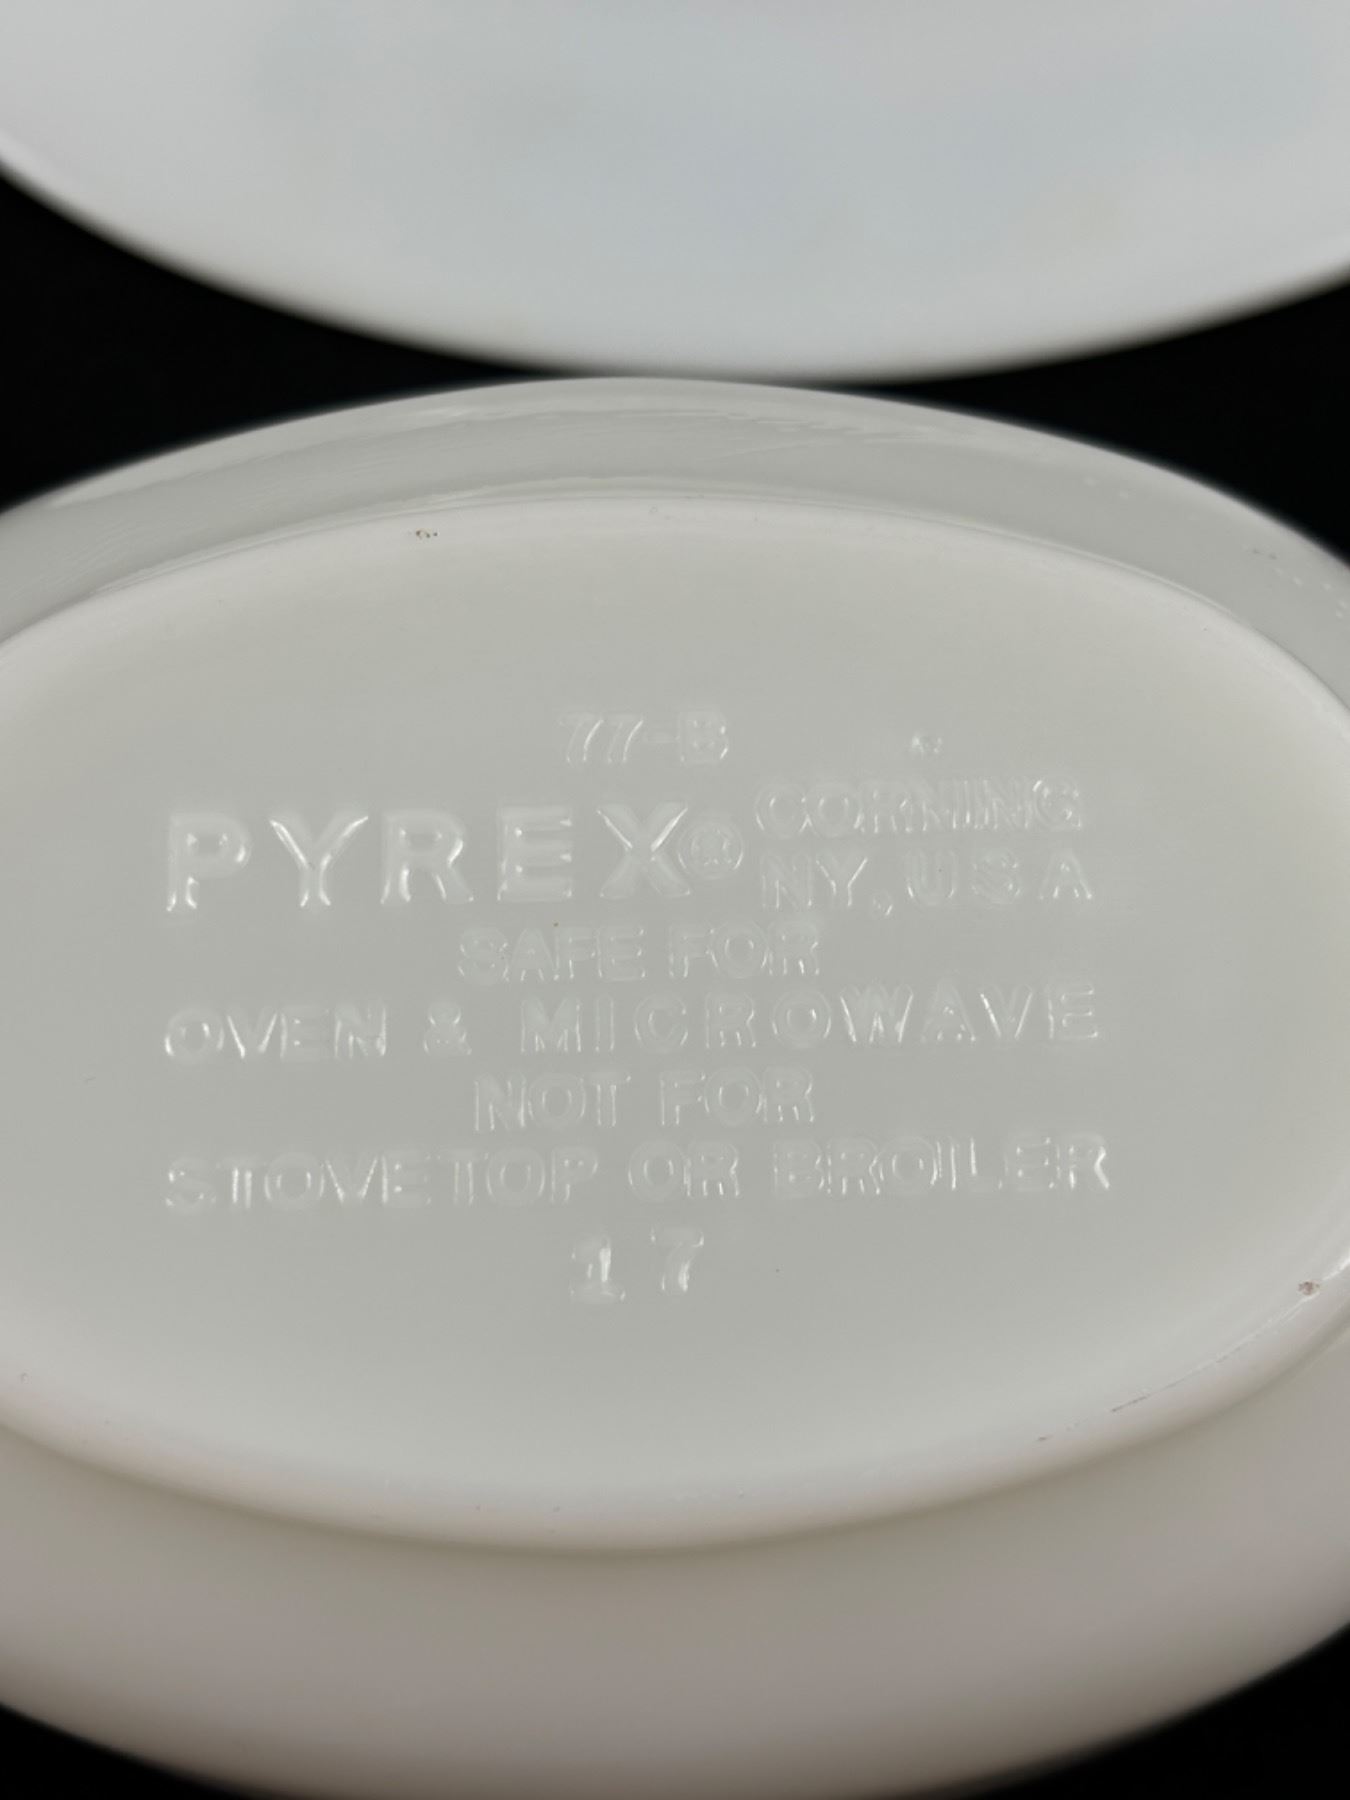 77-B
PYREX® CORNING
NY, USA
SAFE FOR
OVEN & MICROWAVE
NOT FOR
STOVETOP OR BROILER
17